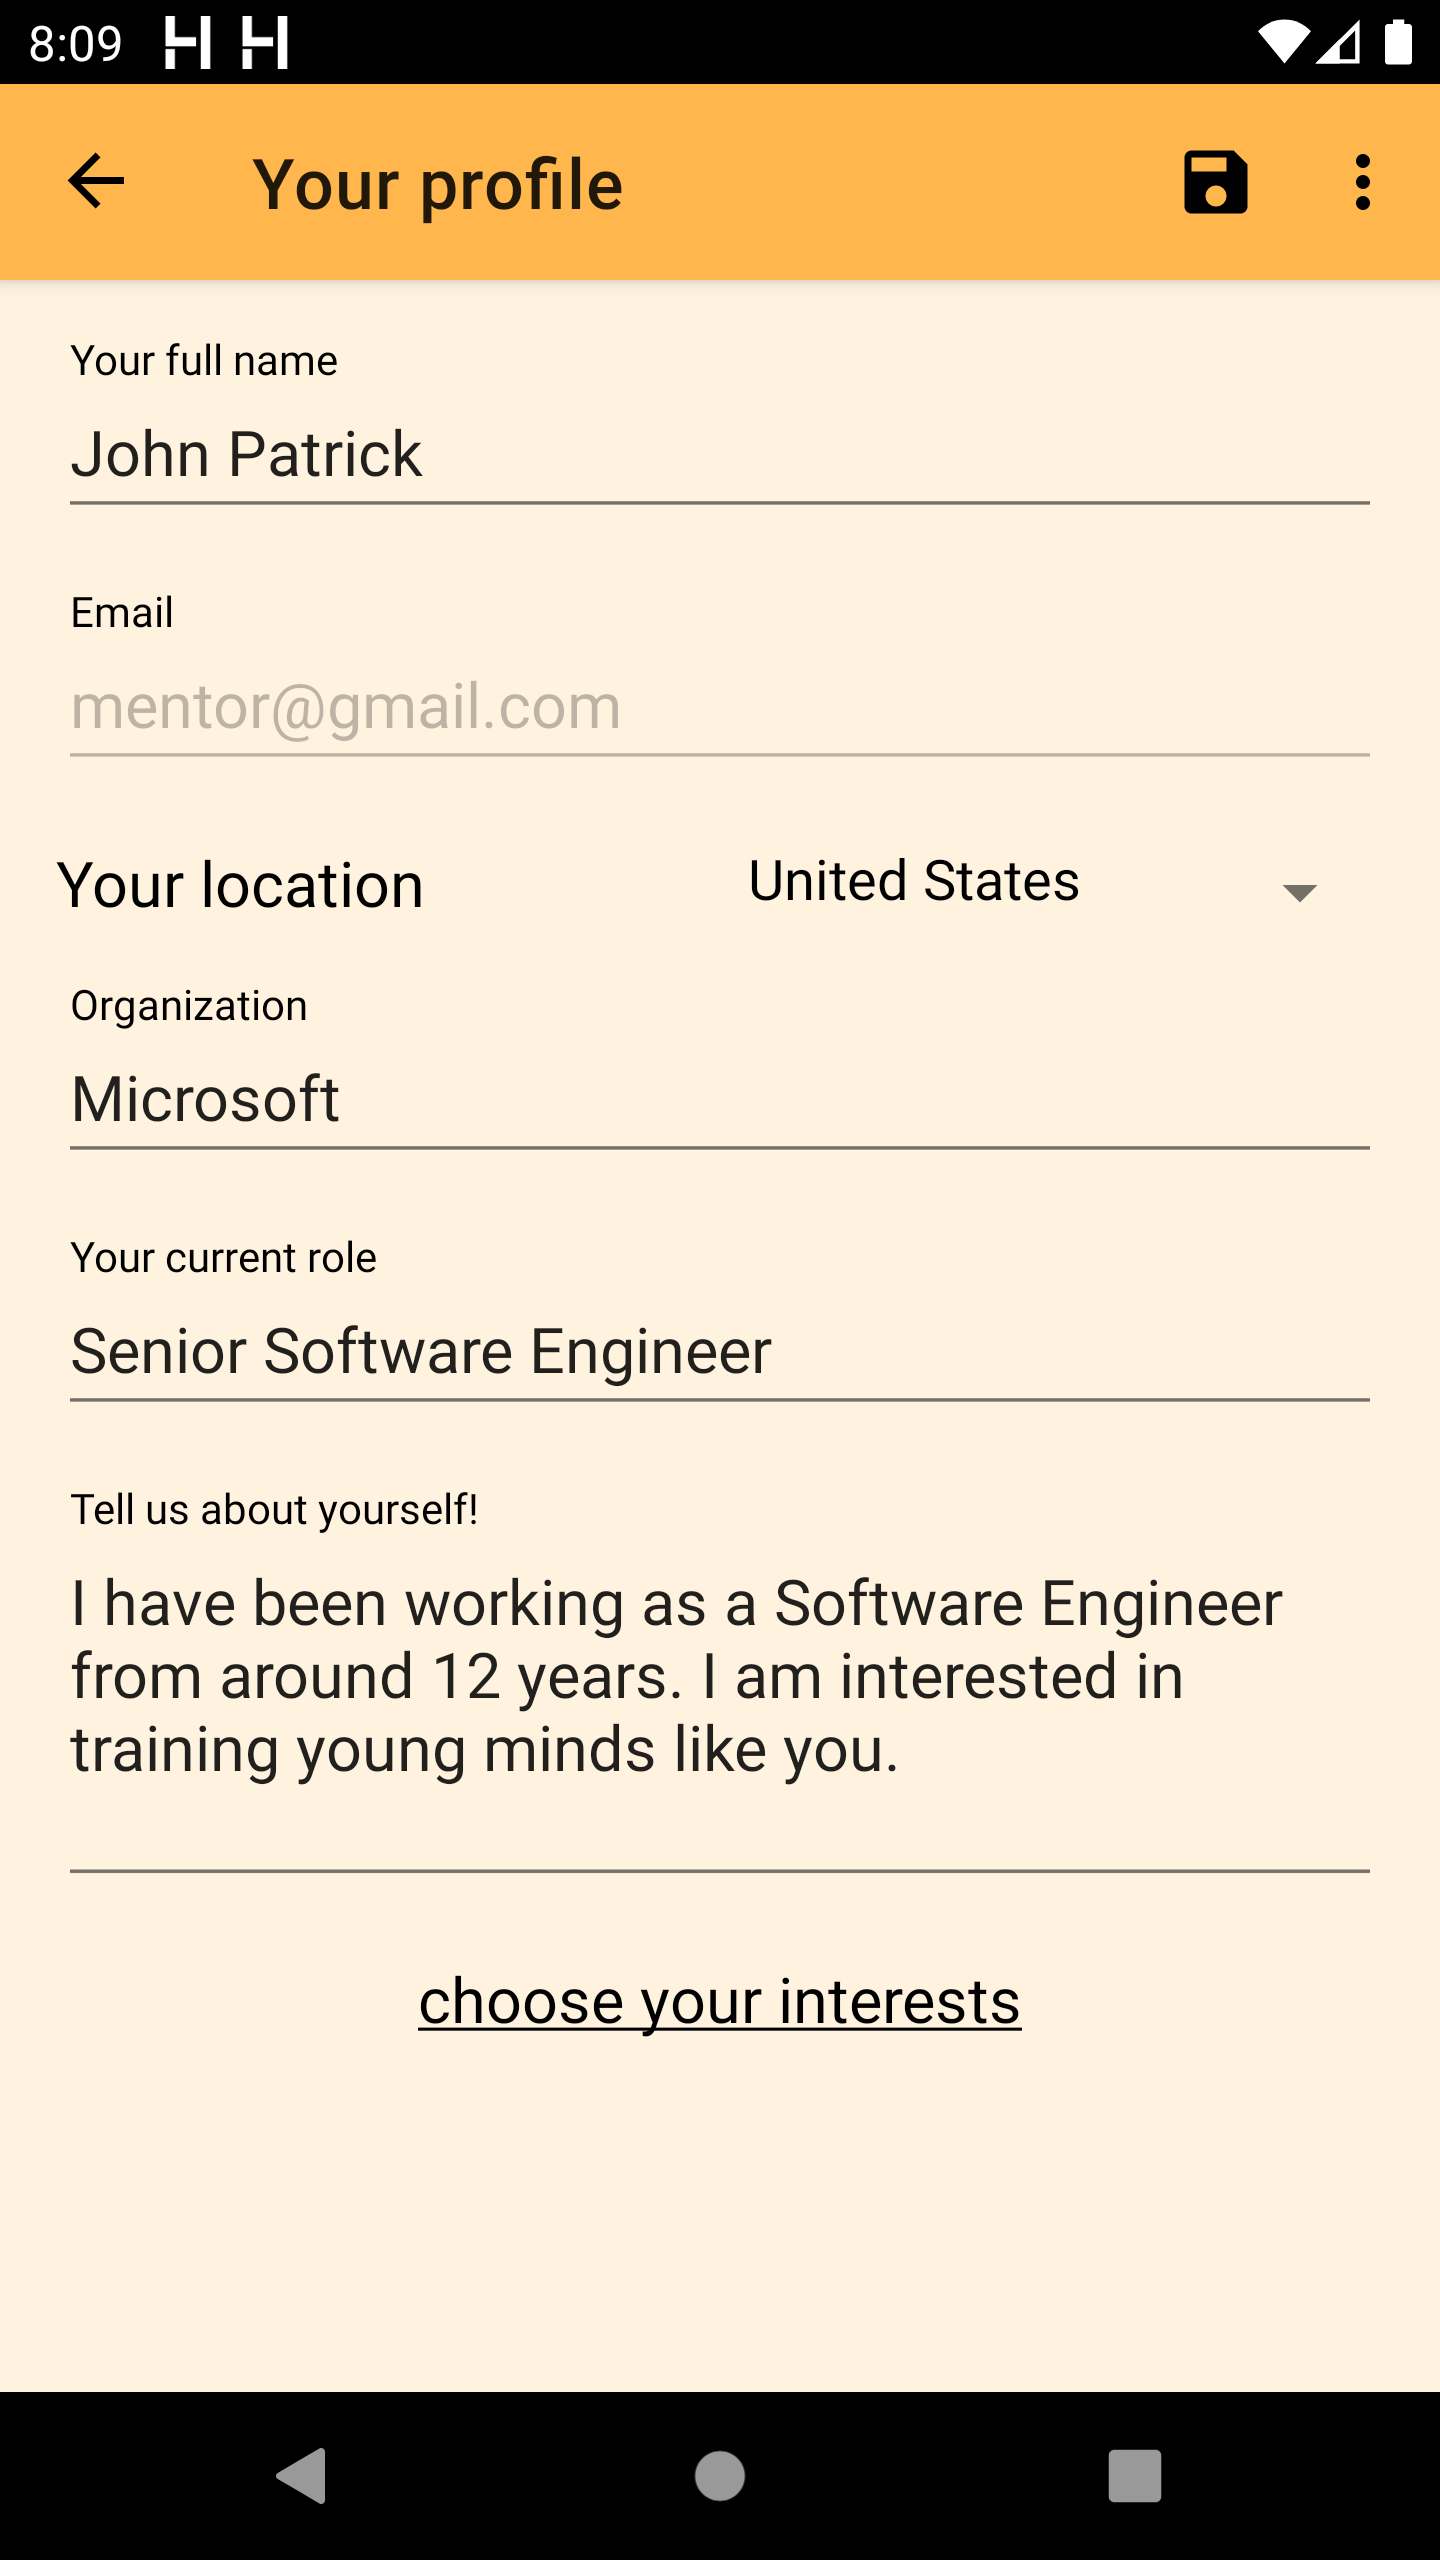 8:09
Your profile
Your full name
John Patrick
Email
mentor@gmail.com
Your location
United States
Organization
Microsoft
Your current role
Senior Software Engineer
Tell us about yourself!
I have been working as a Software Engineer
from around 12 years. I am interested in
training young minds like you.
choose your interests